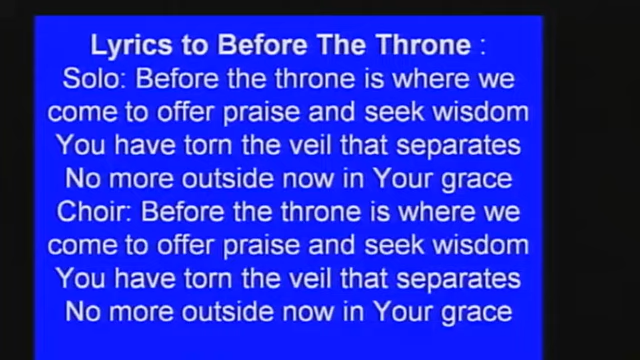 Lyrics to Before The Throne :
Solo: Before the throne is where we
come to offer praise and seek wisdom
You have torn the veil that separates
No more outside now in Your grace
Choir: Before the throne is where we
come to offer praise and seek wisdom
You have torn the veil that separates
No more outside now in Your grace